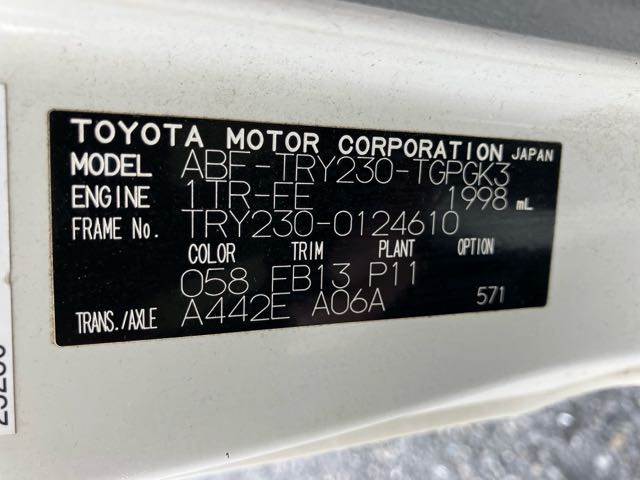 TOYOTA MOTOR CORPORATION JAPAN
MODEL ABF-TRY230-TGPGK3
ENGINE 1TR-FE 1998 mL
FRAME No. TRY230-0124610
COLOR TRIM PLANT OPTION
058 EB13 P11
TRANS./AXLE A442E A06A 571